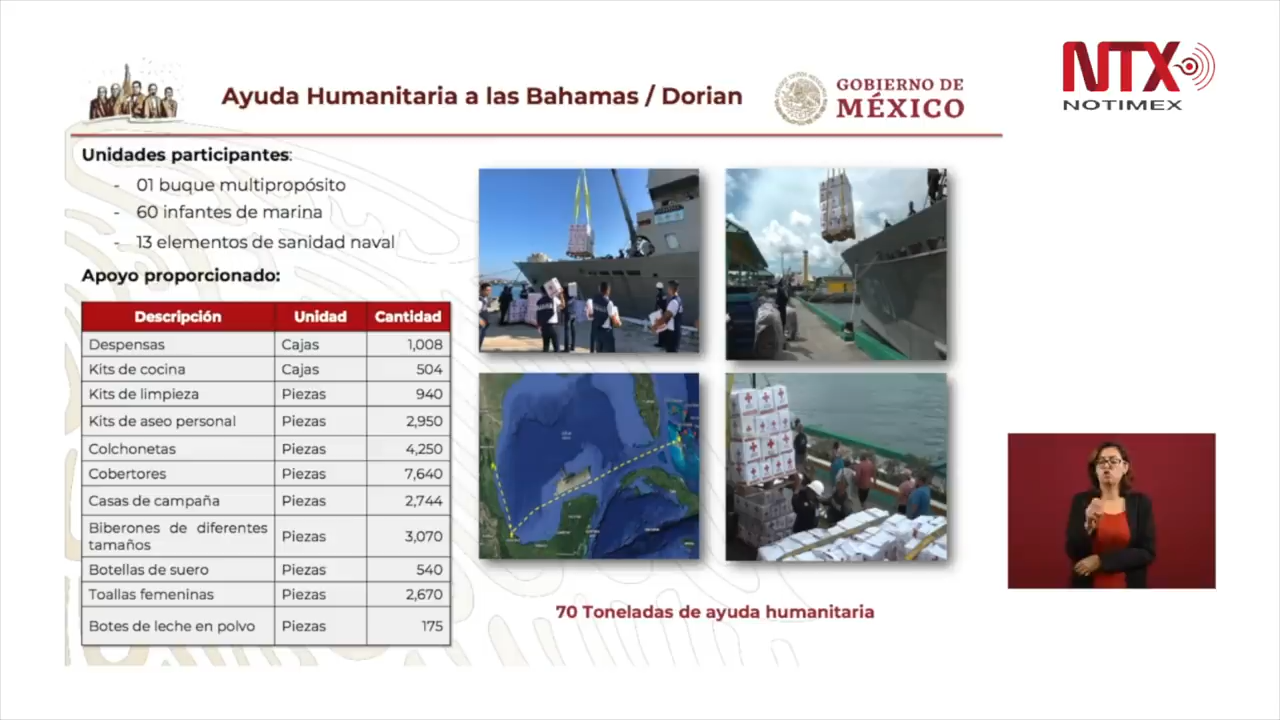 Ayuda Humanitaria a las Bahamas / Dorian
GOBIERNO DE
MÉXICO
NTX
NOTIMEX
Unidades participantes:
- 01 buque multipropósito
- 60 infantes de marina
- 13 elementos de sanidad naval
Apoyo proporcionado:
Descripción Unidad Cantidad
Despensas Cajas 1,008
Kits de cocina Cajas 504
Kits de limpieza Piezas 940
Kits de aseo personal Piezas 2,950
Colchonetas Piezas 4,250
Cobertores Piezas 7,640
Casas de campaña Piezas 2,744
Biberones de diferentes
tamaños Piezas 3,070
Botellas de suero Piezas 540
Toallas femeninas Piezas 2,670
Botes de leche en polvo Piezas 175
70 Toneladas de ayuda humanitaria